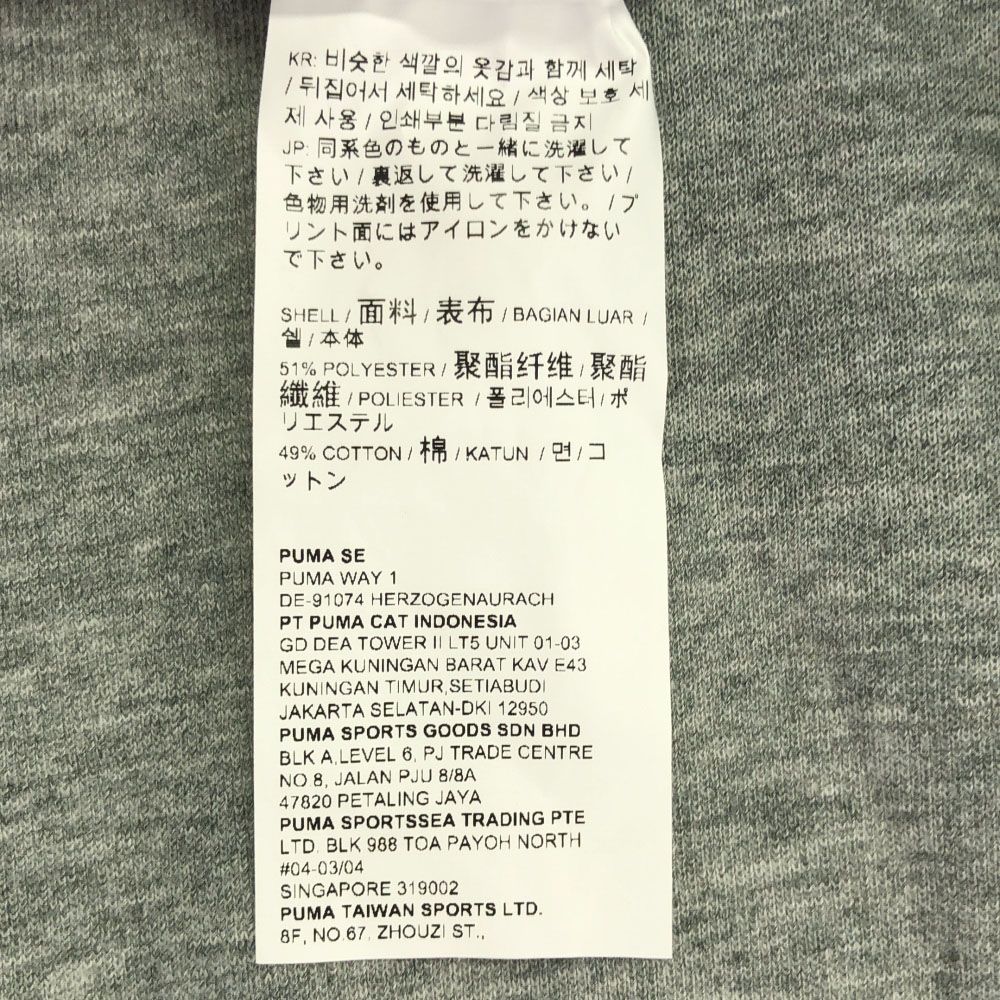 KR: 비슷한 색깔의 옷감과 함께 세탁
/ 뒤집어서 세탁하세요 / 색상 보호 세
제 사용 / 인쇄부분 다림질 금지
JP: 同系色のものと一緒に洗濯して
下さい / 裏返して洗濯して下さい /
色物用洗剤を使用して下さい。 / プ
リント面にはアイロンをかけない
で下さい。
SHELL / 面料 / 表布 / BAGIAN LUAR /
쉘 / 本体
51% POLYESTER / 聚酯纤维 / 聚酯
纖維 / POLIESTER / 폴리에스터 / ポ
リエステル
49% COTTON / 棉 / KATUN / 면 / コ
ットン
PUMA SE
PUMA WAY 1
DE-91074 HERZOGENAURACH
PT PUMA CAT INDONESIA
GD DEA TOWER II LT5 UNIT 01-03
MEGA KUNINGAN BARAT KAV E43
KUNINGAN TIMUR,SETIABUDI
JAKARTA SELATAN-DKI 12950
PUMA SPORTS GOODS SDN BHD
BLK A,LEVEL 6, PJ TRADE CENTRE
NO 8, JALAN PJU 8/8A
47820 PETALING JAYA
PUMA SPORTSSEA TRADING PTE
LTD. BLK 988 TOA PAYOH NORTH
#04-03/04
SINGAPORE 319002
PUMA TAIWAN SPORTS LTD.
8F, NO.67, ZHOUZI ST.,